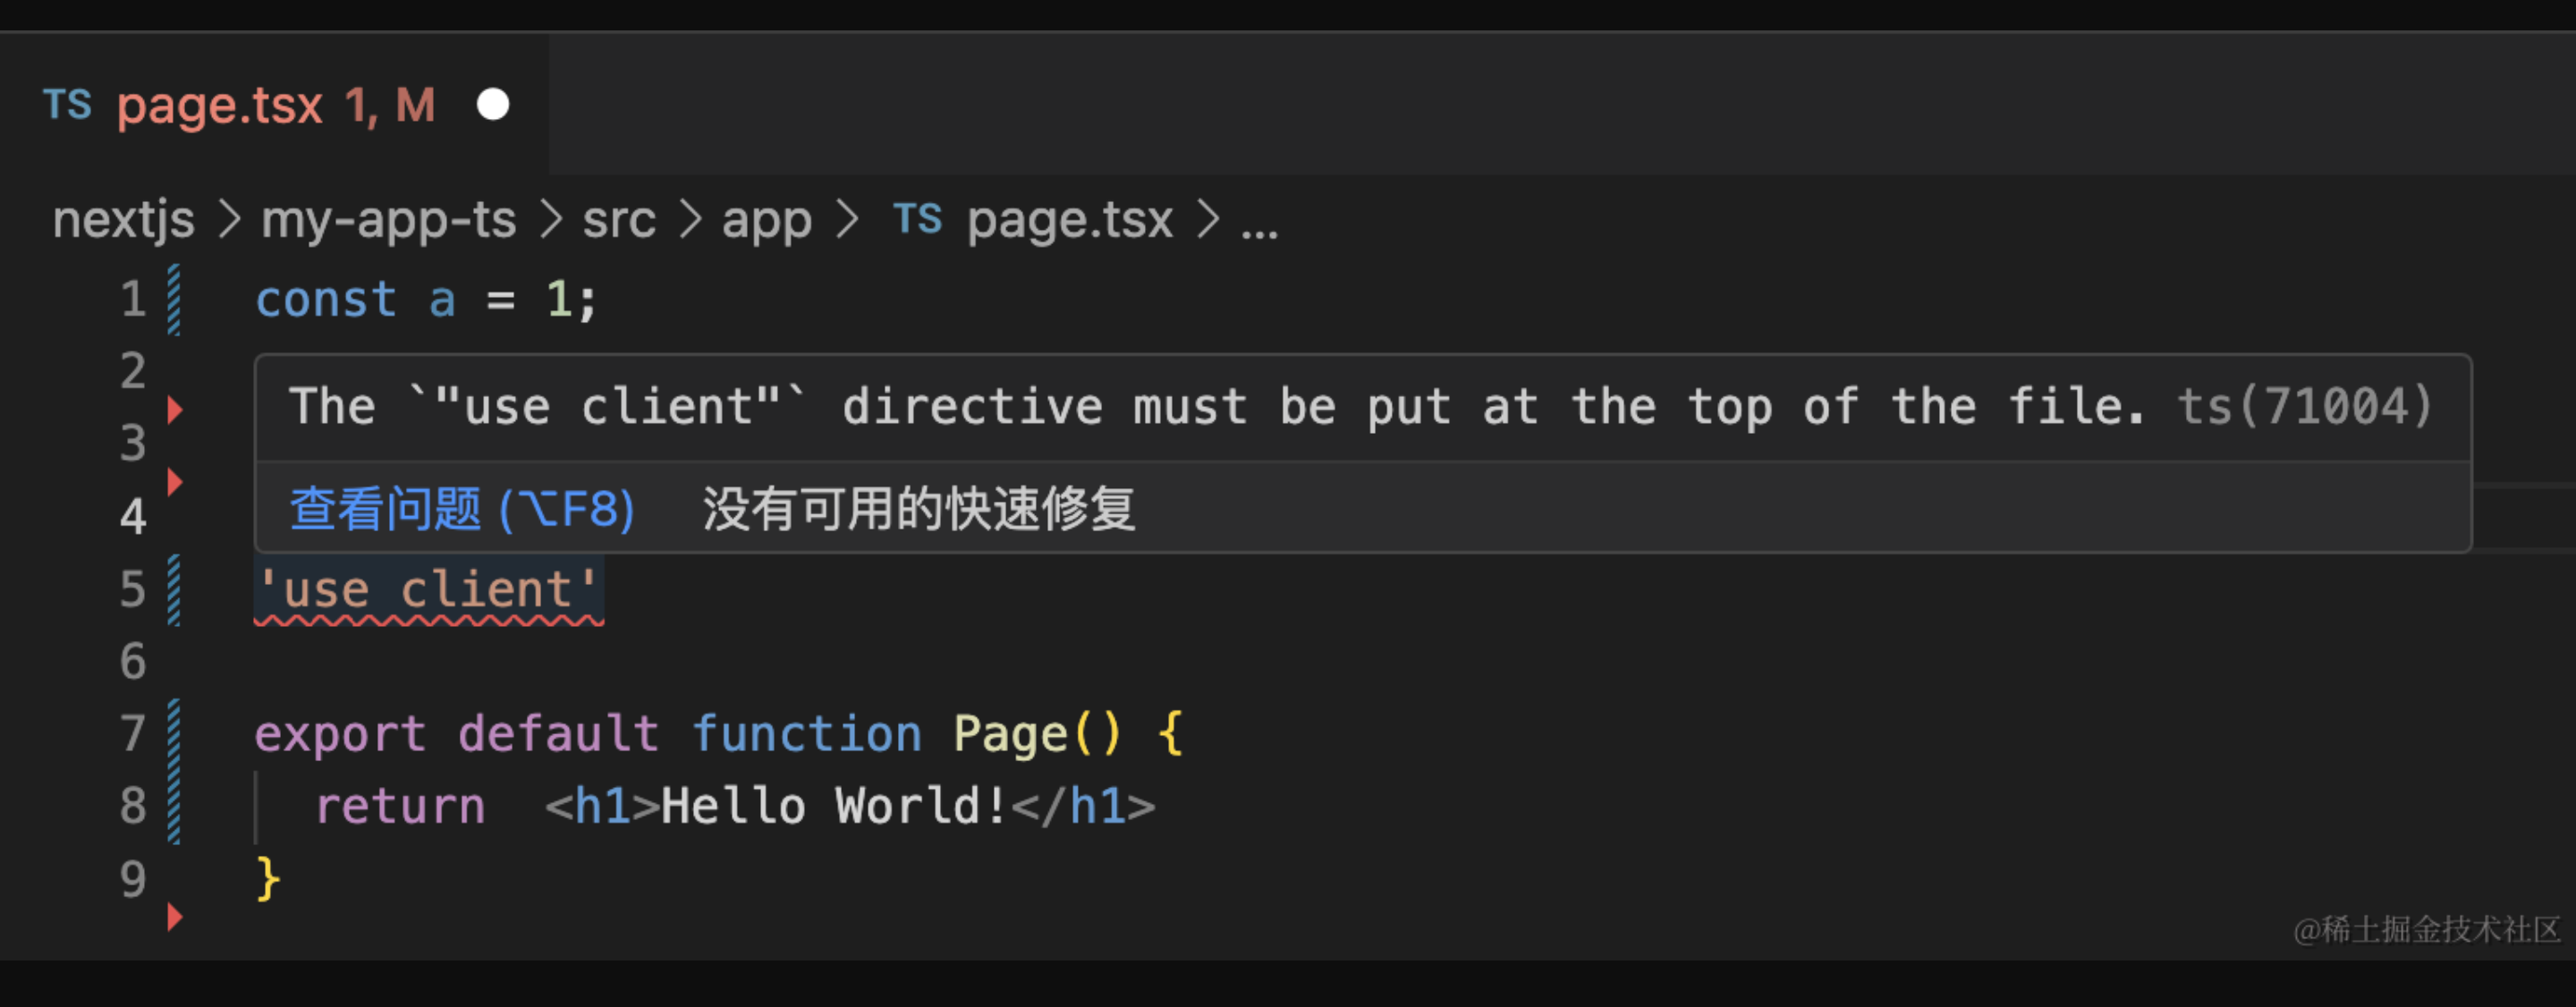 TS page.tsx 1, M
nextjs > my-app-ts > src > app > TS page.tsx > ...
1 const a = 1;
2
The `"use client"` directive must be put at the top of the file. ts(71004)
3
查看问题 (⌥F8) 没有可用的快速修复
4
5 'use client'
6
7 export default function Page() {
8 return <h1>Hello World!</h1>
9 }
@稀土掘金技术社区